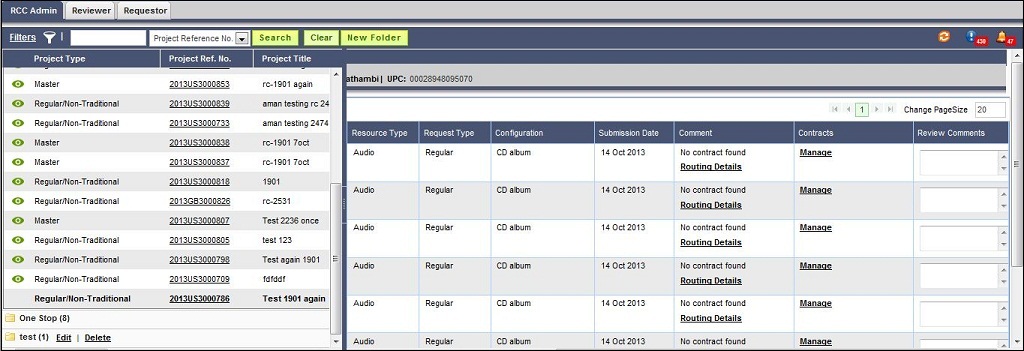 RCC Admin Reviewer Requestor
Filters | Project Reference No. Search Clear New Folder 430 47
Project Type Project Ref. No. Project Title
Master 2013US3000853 rc-1901 again
Regular/Non-Traditional 2013US3000839 aman testing rc 24
Regular/Non-Traditional 2013US3000733 aman testing 2474
Master 2013US3000838 rc-1901 7oct
Master 2013US3000837 rc-1901 7oct
Regular/Non-Traditional 2013US3000818 1901
Regular/Non-Traditional 2013GB3000826 rc-2531
Master 2013US3000807 Test 2236 once
Regular/Non-Traditional 2013US3000805 test 123
Regular/Non-Traditional 2013US3000798 Test again 1901
Regular/Non-Traditional 2013US3000709 fdfddf
Regular/Non-Traditional 2013US3000786 Test 1901 again
One Stop (8)
test (1) Edit | Delete
athambi | UPC: 00028948095070
1 Change PageSize 20
Resource Type Request Type Configuration Submission Date Comment Contracts Review Comments
Audio Regular CD album 14 Oct 2013 No contract found Manage
Routing Details
Audio Regular CD album 14 Oct 2013 No contract found Manage
Routing Details
Audio Regular CD album 14 Oct 2013 No contract found Manage
Routing Details
Audio Regular CD album 14 Oct 2013 No contract found Manage
Routing Details
Audio Regular CD album 14 Oct 2013 No contract found Manage
Routing Details
Audio Regular CD album 14 Oct 2013 No contract found Manage